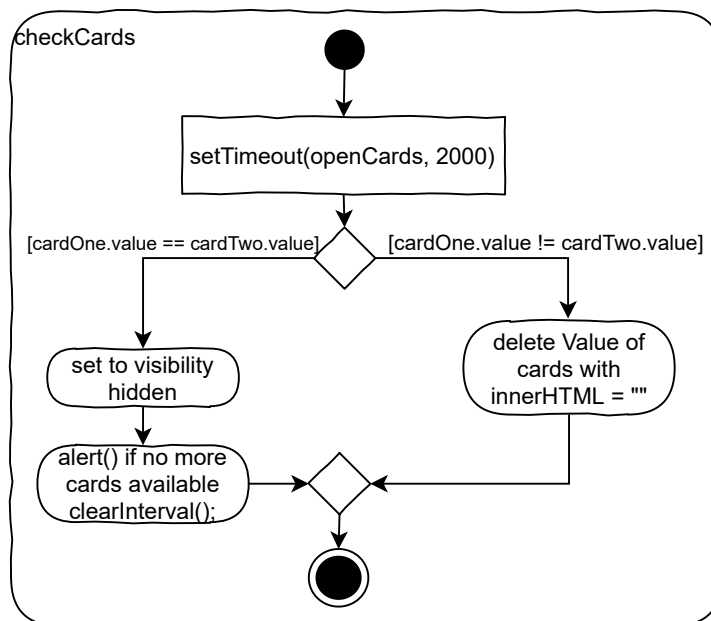 checkCards
setTimeout(openCards, 2000)
[cardOne.value == cardTwo.value]
[cardOne.value != cardTwo.value]
set to visibility
hidden
delete Value of
cards with
innerHTML = ""
alert() if no more
cards available
clearInterval();